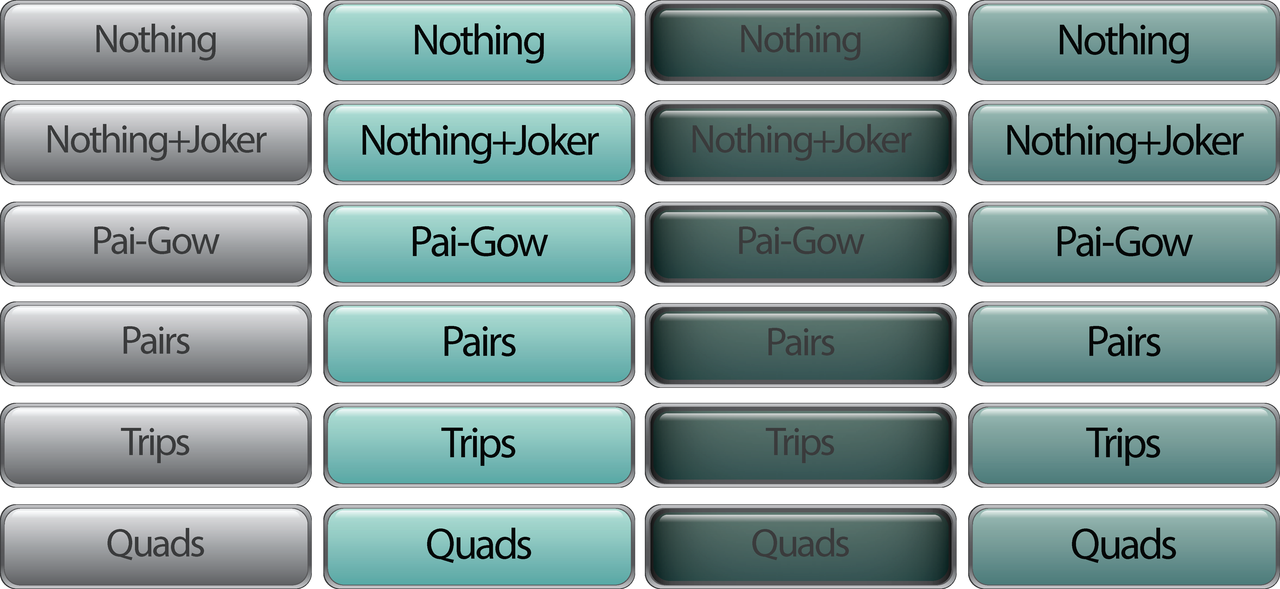 Nothing Nothing Nothing Nothing
Nothing+Joker Nothing+Joker Nothing+Joker Nothing+Joker
Pai-Gow Pai-Gow Pai-Gow Pai-Gow
Pairs Pairs Pairs Pairs
Trips Trips Trips Trips
Quads Quads Quads Quads